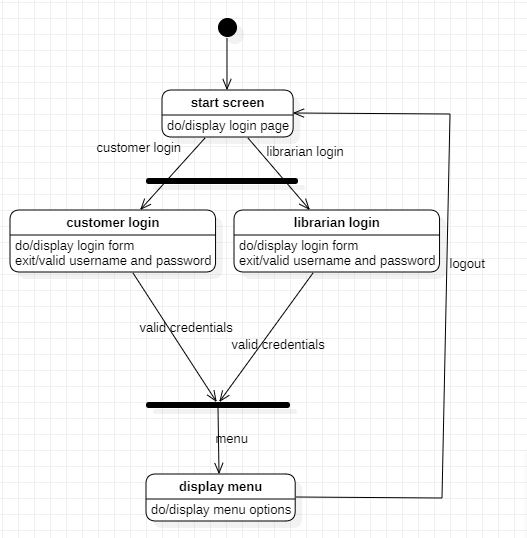 start screen
do/display login page
customer login
librarian login
customer login
do/display login form
exit/valid username and password
librarian login
do/display login form
exit/valid username and password
logout
valid credentials
valid credentials
menu
display menu
do/display menu options